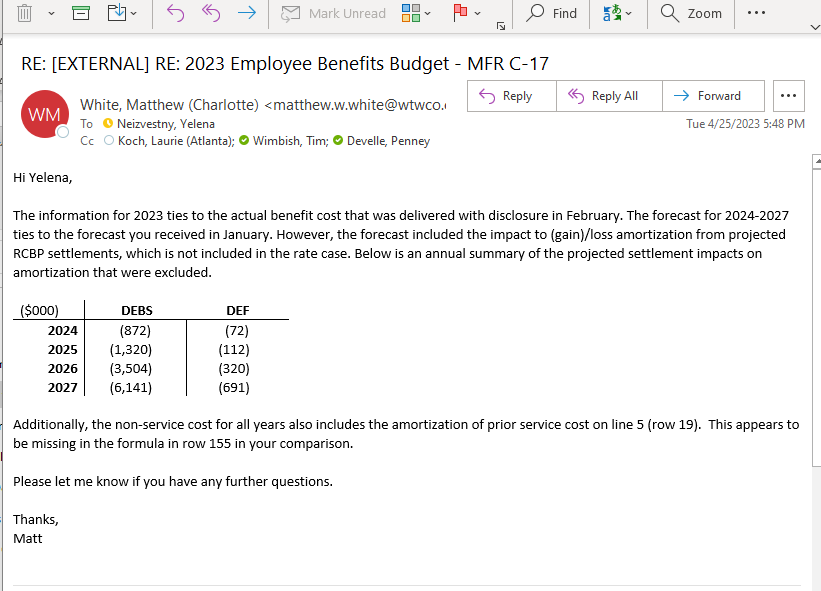 Mark Unread Find Zoom
RE: [EXTERNAL] RE: 2023 Employee Benefits Budget - MFR C-17
WM
White, Matthew (Charlotte) <matthew.w.white@wtwco.
To Neizvestny, Yelena
Cc Koch, Laurie (Atlanta); Wimbish, Tim; Develle, Penney
Reply Reply All Forward
Tue 4/25/2023 5:48 PM
Hi Yelena,
The information for 2023 ties to the actual benefit cost that was delivered with disclosure in February. The forecast for 2024-2027
ties to the forecast you received in January. However, the forecast included the impact to (gain)/loss amortization from projected
RCBP settlements, which is not included in the rate case. Below is an annual summary of the projected settlement impacts on
amortization that were excluded.
($000) DEBS DEF
2024 (872) (72)
2025 (1,320) (112)
2026 (3,504) (320)
2027 (6,141) (691)
Additionally, the non-service cost for all years also includes the amortization of prior service cost on line 5 (row 19). This appears to
be missing in the formula in row 155 in your comparison.
Please let me know if you have any further questions.
Thanks,
Matt